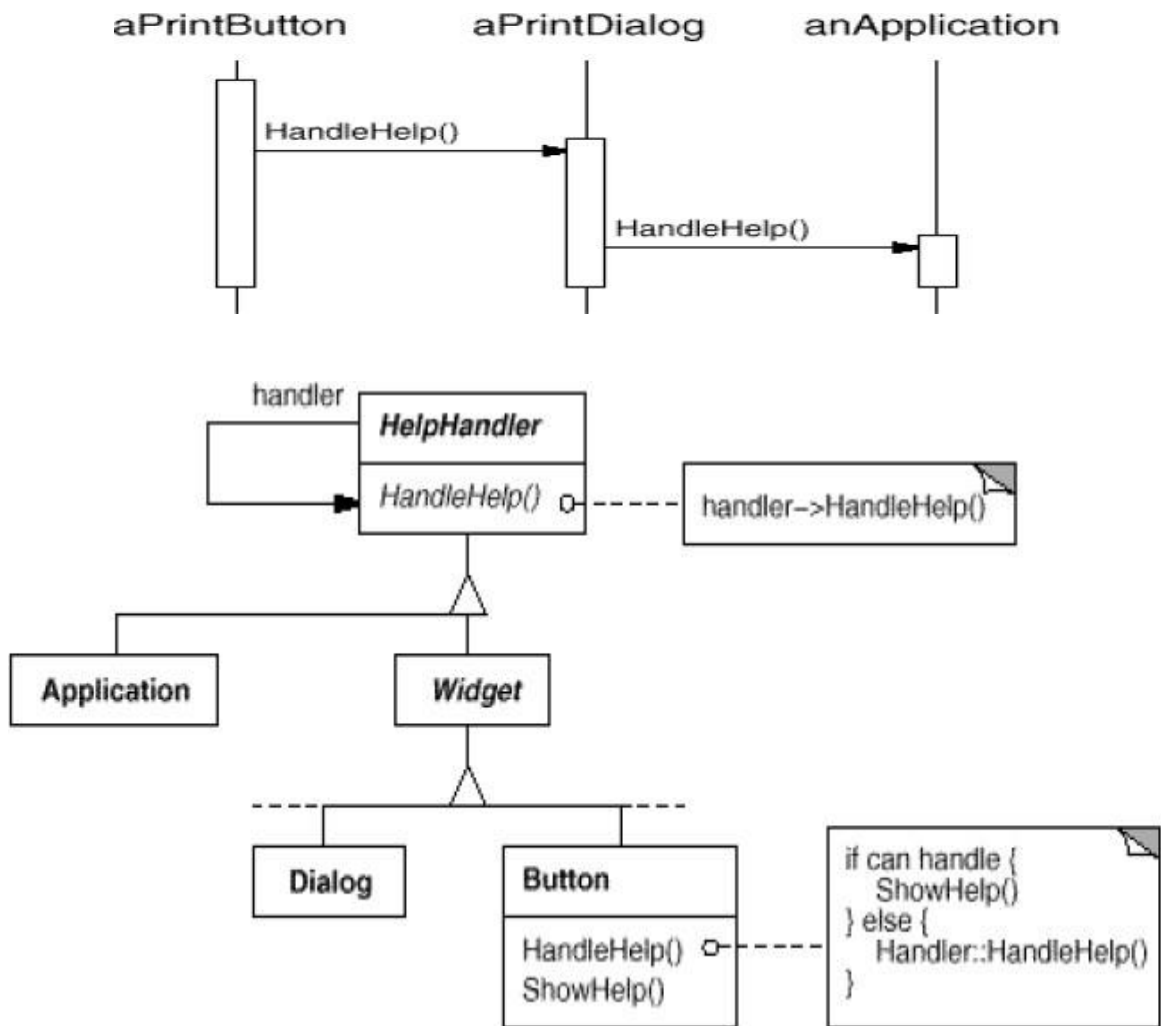 aPrintButton aPrintDialog anApplication
HandleHelp()
HandleHelp()
handler
HelpHandler
HandleHelp()
handler->HandleHelp()
Application
Widget
Dialog
Button
HandleHelp()
ShowHelp()
if can handle {
ShowHelp()
} else {
Handler::HandleHelp()
}